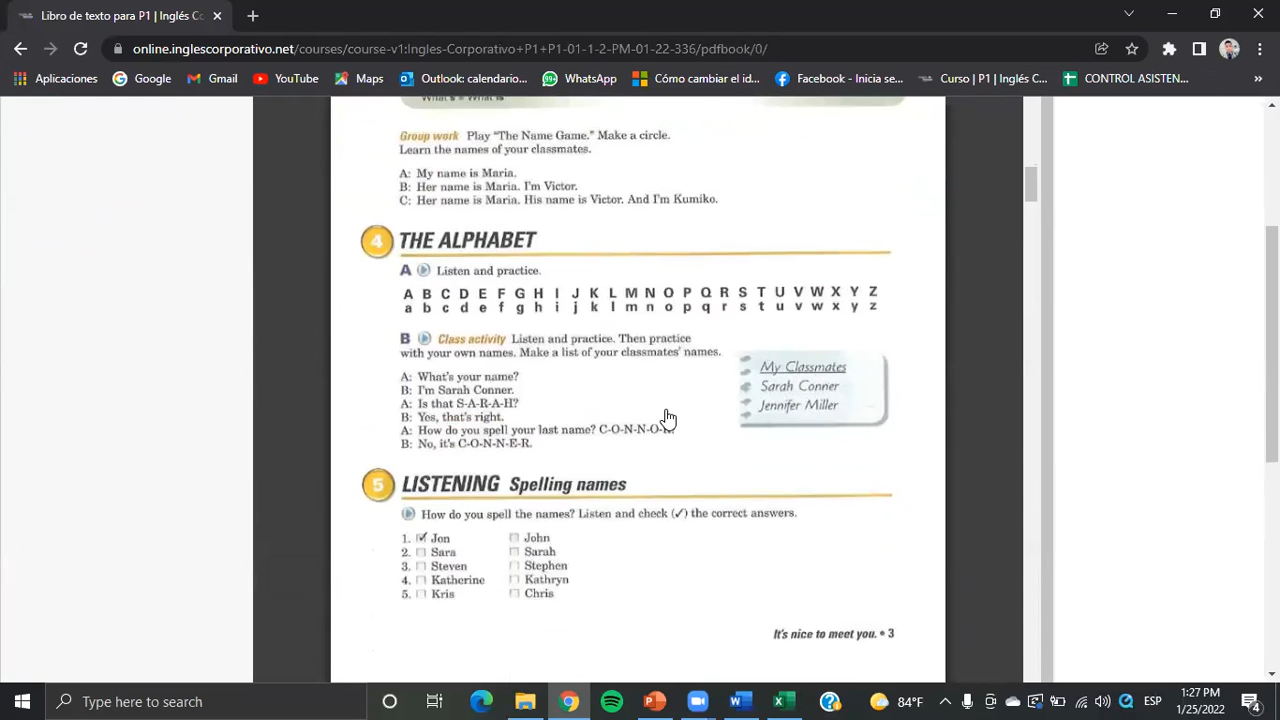 Libro de texto para P1 | Inglés Co
online.inglescorporativo.net/courses/course-v1:Ingles-Corporativo+P1+P1-01-1-2-PM-01-22-336/pdfbook/0/
Aplicaciones Google Gmail YouTube Maps Outlook: calendario... WhatsApp Cómo cambiar el id... Facebook - Inicia se... Curso | P1 | Inglés C... CONTROL ASISTEN... »
What's = What is
Group work Play "The Name Game." Make a circle.
Learn the names of your classmates.
A: My name is Maria.
B: Her name is Maria. I'm Victor.
C: Her name is Maria. His name is Victor. And I'm Kumiko.
4 THE ALPHABET
A Listen and practice.
A B C D E F G H I J K L M N O P Q R S T U V W X Y Z
a b c d e f g h i j k l m n o p q r s t u v w x y z
B Class activity Listen and practice. Then practice
with your own names. Make a list of your classmates' names.
A: What's your name?
B: I'm Sarah Conner.
A: Is that S-A-R-A-H?
B: Yes, that's right.
A: How do you spell your last name? C-O-N-N-O-R?
B: No, it's C-O-N-N-E-R.
My Classmates
Sarah Conner
Jennifer Miller
5 LISTENING Spelling names
How do you spell the names? Listen and check (✓) the correct answers.
1. ✓ Jon John
2. Sara Sarah
3. Steven Stephen
4. Katherine Kathryn
5. Kris Chris
It's nice to meet you. • 3
Type here to search
84°F
ESP
1:27 PM
1/25/2022
4